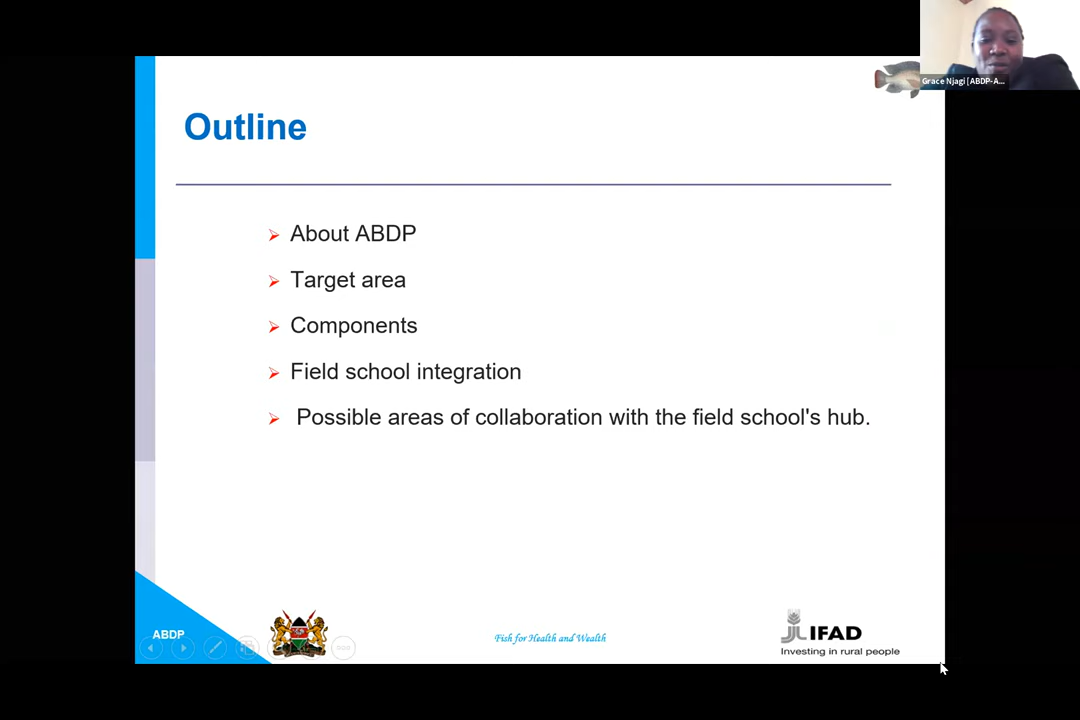 Grace Njagi [ABDP-A...
Outline
About ABDP
Target area
Components
Field school integration
Possible areas of collaboration with the field school's hub.
ABDP
Fish for Health and Wealth
IFAD
Investing in rural people